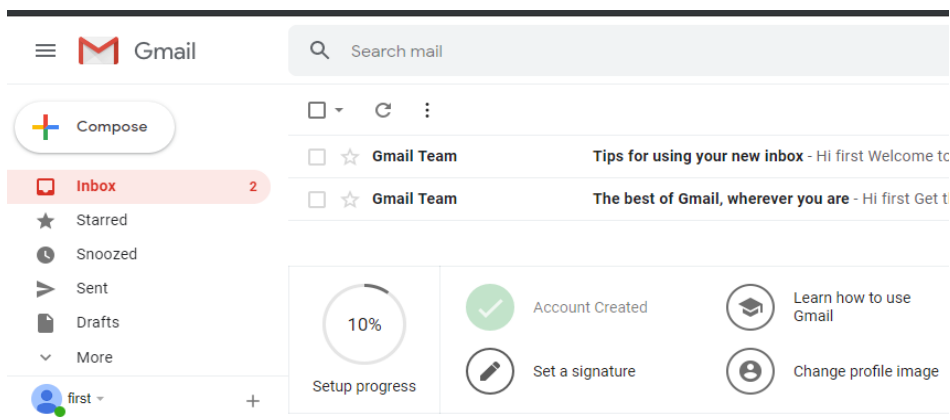 Gmail
Search mail
Compose
Gmail Team Tips for using your new inbox - Hi first Welcome to
Inbox 2
Gmail Team The best of Gmail, wherever you are - Hi first Get
Starred
Snoozed
Sent
Drafts
More
first
10%
Setup progress
Account Created
Learn how to use
Gmail
Set a signature
Change profile image